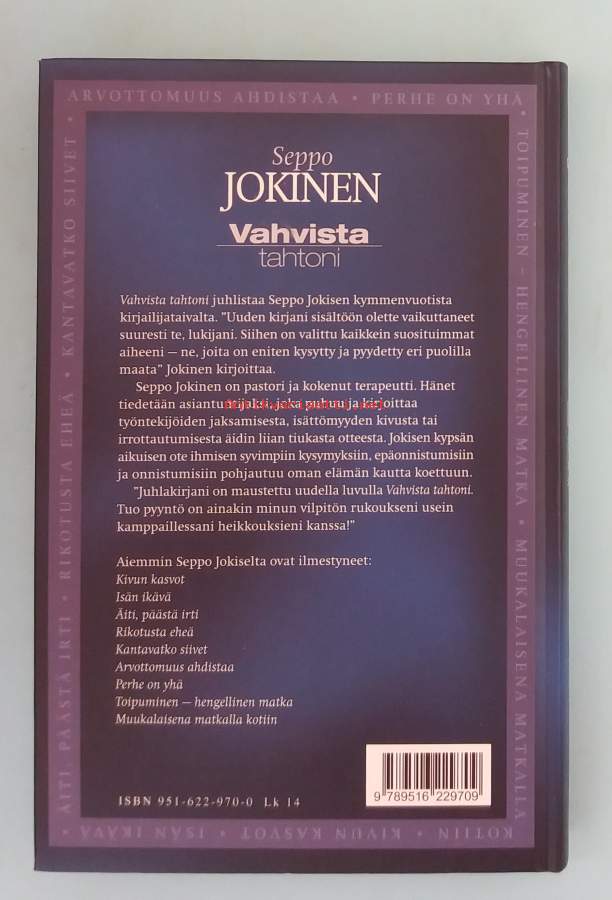 ARVOTTOMUUS AHDISTAA • PERHE ON YHÄ •
TOIPUMINEN – HENGELLINEN MATKA • MUUKALAISENA MATKALLA
KOTIIN • KIVUN KASVOT • ISÄN IKÄVÄ •
ÄITI, PÄÄSTÄ IRTI • RIKOTUSTA EHEÄ • KANTAVATKO SIIVET •
Seppo
JOKINEN
Vahvista
tahtoni
Vahvista tahtoni juhlistaa Seppo Jokisen kymmenvuotista
kirjailijataivalta. ”Uuden kirjani sisältöön olette vaikuttaneet
suuresti te, lukijani. Siihen on valittu kaikkein suosituimmat
aiheeni — ne, joita on eniten kysytty ja pyydetty eri puolilla
maata” Jokinen kirjoittaa.
Seppo Jokinen on pastori ja kokenut terapeutti. Hänet
tiedetään asiantuntijaksi, joka puhuu ja kirjoittaa
työntekijöiden jaksamisesta, isättömyyden kivusta tai
irrottautumisesta äidin liian tiukasta otteesta. Jokisen kypsän
aikuisen ote ihmisen syvimpiin kysymyksiin, epäonnistumisiin
ja onnistumisiin pohjautuu oman elämän kautta koettuun.
”Juhlakirjani on maustettu uudella luvulla Vahvista tahtoni.
Tuo pyyntö on ainakin minun vilpitön rukoukseni usein
kamppaillessani heikkouksieni kanssa!”
Aiemmin Seppo Jokiselta ovat ilmestyneet:
Kivun kasvot
Isän ikävä
Äiti, päästä irti
Rikotusta eheä
Kantavatko siivet
Arvottomuus ahdistaa
Perhe on yhä
Toipuminen — hengellinen matka
Muukalaisena matkalla kotiin
ISBN 951-622-970-0 Lk 14
9 789516 229709